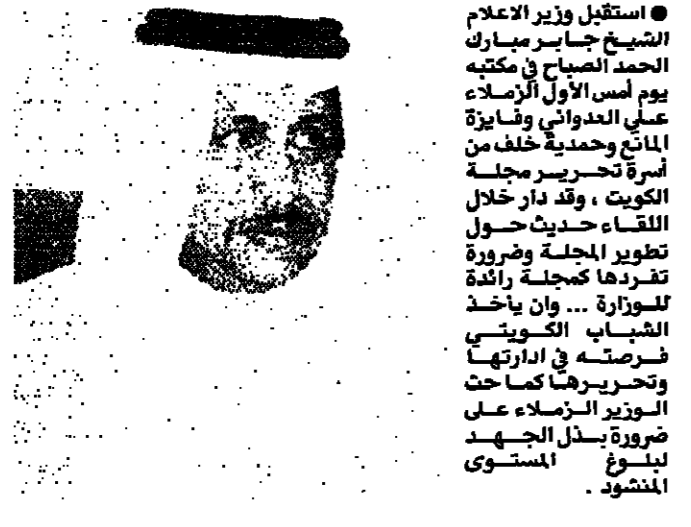 ● استقبل وزير الاعلام
الشيخ جابر مبارك
الحمد الصباح في مكتبه
يوم أمس الأول الزملاء
علي العدواني وفايزة
المانع وحمدية خلف من
أسرة تحرير مجلة
الكويت ، وقد دار خلال
اللقاء حديث حول
تطوير المجلة وضرورة
تفردها كمجلة رائدة
للوزارة ... وان ياخذ
الشباب الكويتي
فرصته في ادارتها
وتحريرها كما حث
الوزير الزملاء على
ضرورة بذل الجهد
لبلوغ المستوى
المنشود .